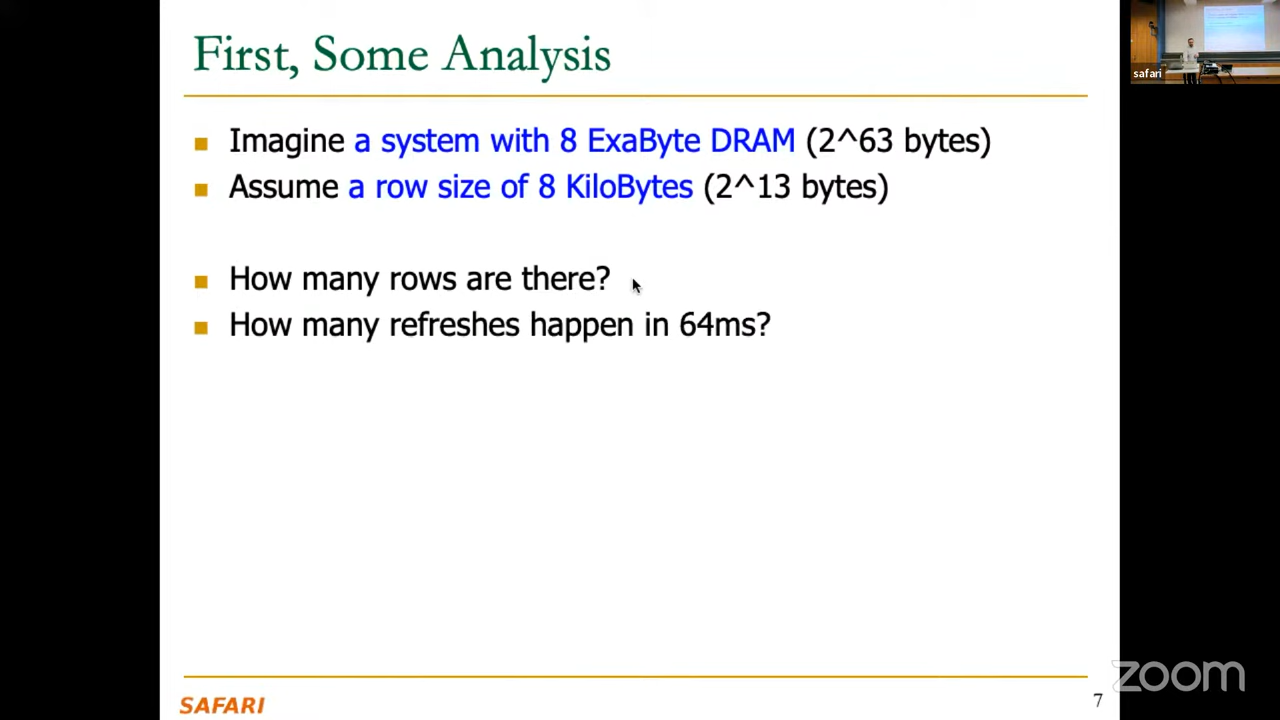 First, Some Analysis
safari
Imagine a system with 8 ExaByte DRAM (2^63 bytes)
Assume a row size of 8 KiloBytes (2^13 bytes)
How many rows are there?
How many refreshes happen in 64ms?
SAFARI
7
zoom